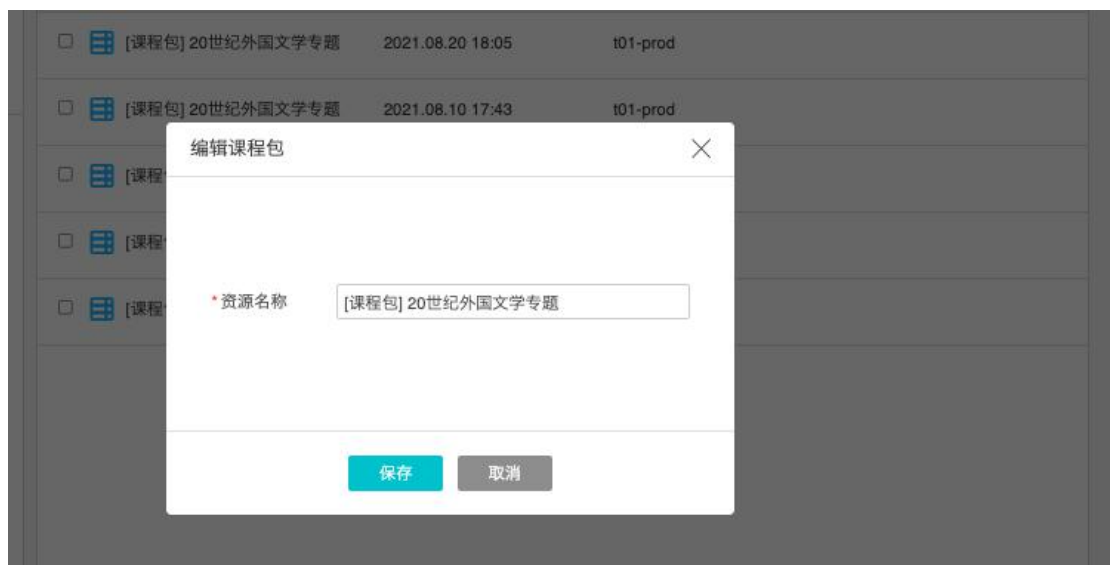 [课程包] 20世纪外国文学专题 2021.08.20 18:05 t01-prod
[课程包] 20世纪外国文学专题 2021.08.10 17:43 t01-prod
编辑课程包
[课程
[课程
[课程
*资源名称 [课程包] 20世纪外国文学专题
保存 取消